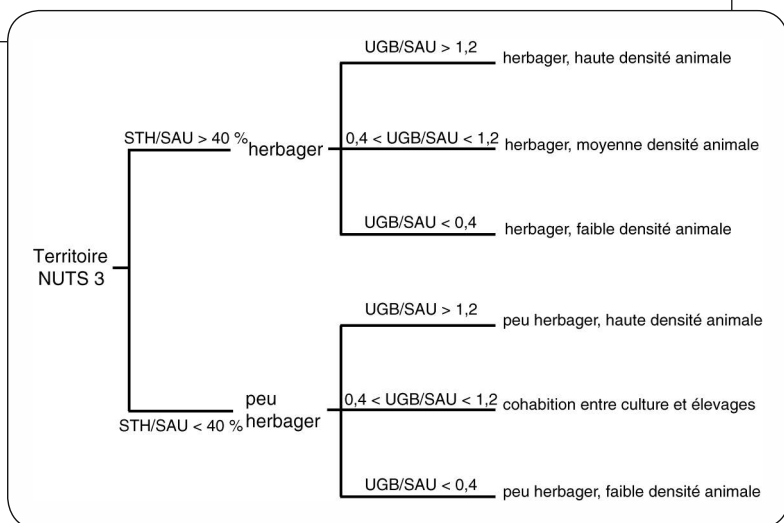 UGB/SAU > 1,2
herbager, haute densité animale
STH/SAU > 40 %
herbager
0,4 < UGB/SAU < 1,2
herbager, moyenne densité animale
UGB/SAU < 0,4
herbager, faible densité animale
Territoire
NUTS 3
UGB/SAU > 1,2
peu herbager, haute densité animale
STH/SAU < 40 %
peu
herbager
0,4 < UGB/SAU < 1,2
cohabition entre culture et élevages
UGB/SAU < 0,4
peu herbager, faible densité animale